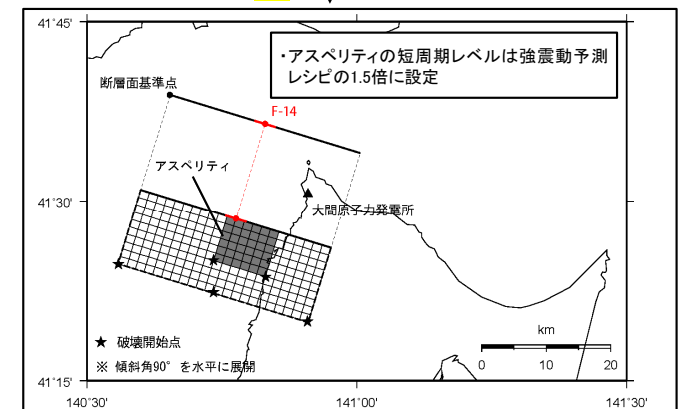 41°45'
・アスペリティの短周期レベルは強震動予測
レシピの1.5倍に設定
断層面基準点
F-14
アスペリティ
41°30'
大間原子力発電所
km
★ 破壊開始点
0 10 20
※ 傾斜角90°を水平に展開
41°15'
140°30' 141°00' 141°30'